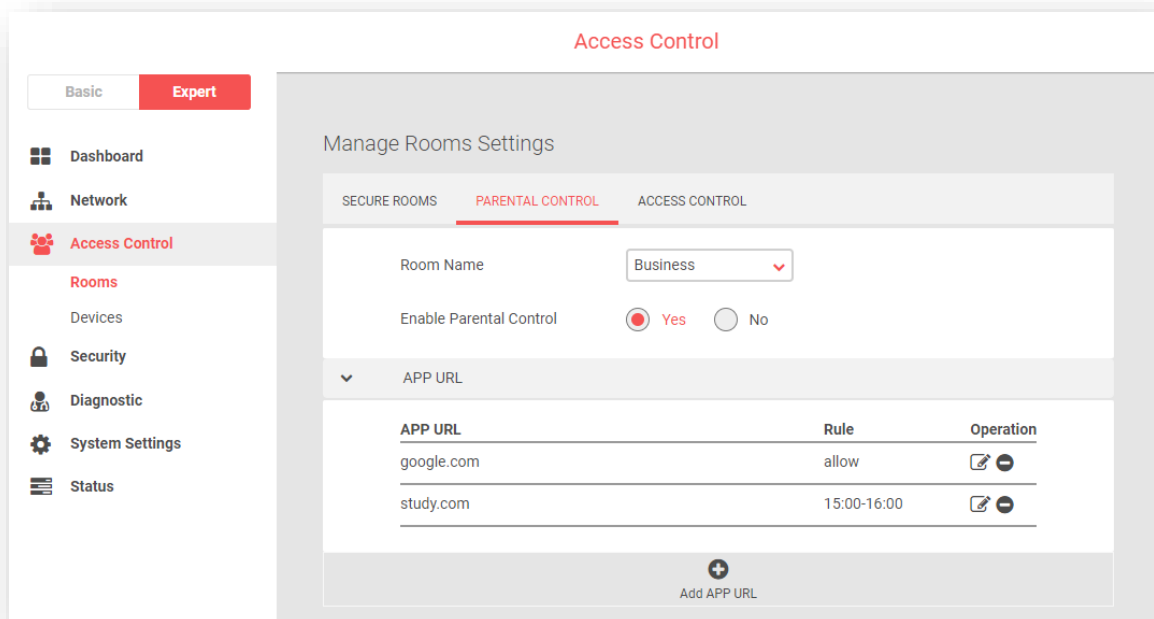 Access Control
Basic Expert
Dashboard
Network
Access Control
Rooms
Devices
Security
Diagnostic
System Settings
Status
Manage Rooms Settings
SECURE ROOMS PARENTAL CONTROL ACCESS CONTROL
Room Name Business
Enable Parental Control Yes No
APP URL
APP URL Rule Operation
google.com allow
study.com 15:00-16:00
Add APP URL